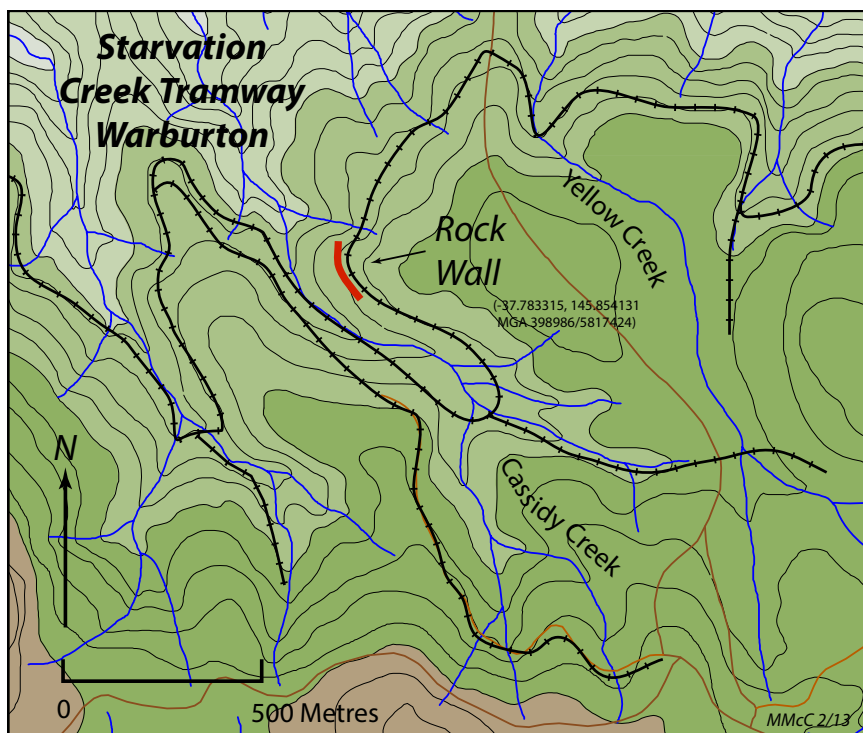 Starvation
Creek Tramway
Warburton
Yellow Creek
Rock
Wall
(-37.783315, 145.854131
MGA 398986/5817424)
N
Cassidy Creek
0
500 Metres
MMcC 2/13